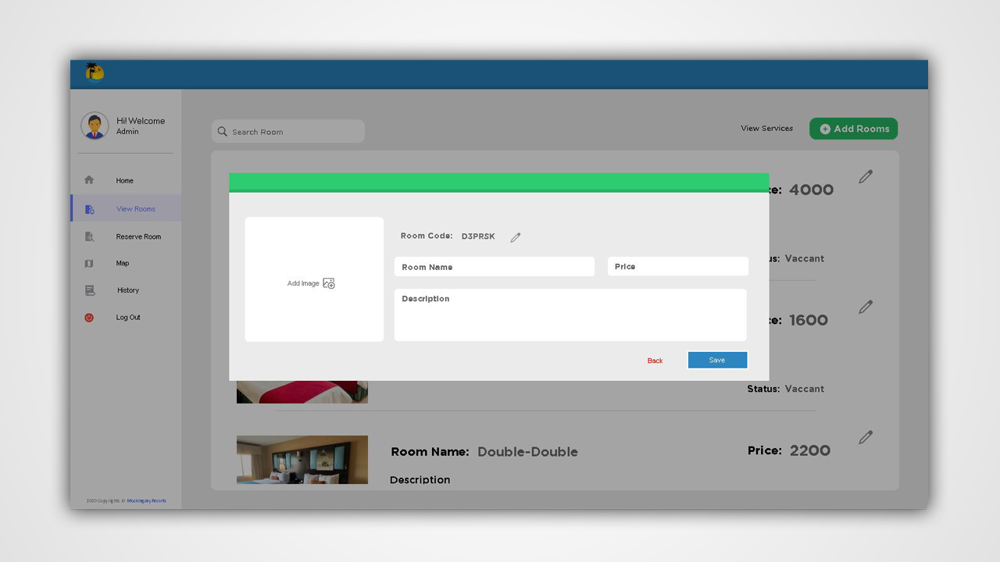 Hi! Welcome
Admin
Home
View Rooms
Reserve Room
Map
History
Log Out
2020 Copyrights © MockingJayResorts
Search Room
View Services
Add Rooms
ce: 4000
us: Vaccant
ce: 1600
Status: Vaccant
Room Name: Double-Double
Price: 2200
Description
Room Code: D3PRSK
Add Image
Room Name
Price
Description
Back
Save